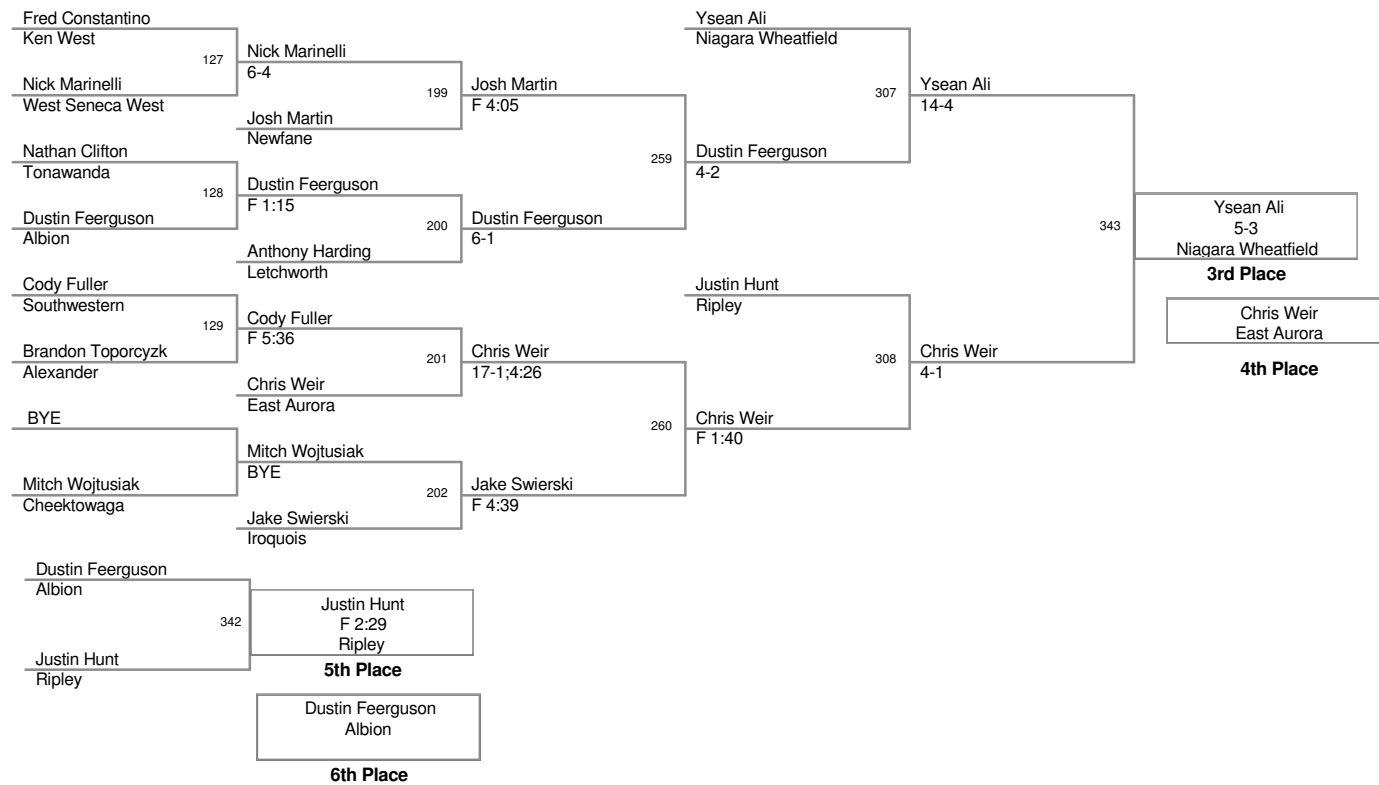 Fred Constantino
Ken West
127
Nick Marinelli
6-4
Nick Marinelli
West Seneca West
199
Josh Martin
F 4:05
Josh Martin
Newfane
Nathan Clifton
Tonawanda
128
Dustin Feerguson
F 1:15
Dustin Feerguson
Albion
200
Dustin Feerguson
6-1
Anthony Harding
Letchworth
259
Dustin Feerguson
4-2
Ysean Ali
Niagara Wheatfield
307
Ysean Ali
14-4
Cody Fuller
Southwestern
129
Cody Fuller
F 5:36
Brandon Toporcyzk
Alexander
201
Chris Weir
17-1;4:26
Chris Weir
East Aurora
BYE
Mitch Wojtusiak
BYE
Mitch Wojtusiak
Cheektowaga
202
Jake Swierski
F 4:39
Jake Swierski
Iroquois
260
Chris Weir
F 1:40
Justin Hunt
Ripley
308
Chris Weir
4-1
343
Ysean Ali
5-3
Niagara Wheatfield
3rd Place
Chris Weir
East Aurora
4th Place
Dustin Feerguson
Albion
342
Justin Hunt
Ripley
Justin Hunt
F 2:29
Ripley
5th Place
Dustin Feerguson
Albion
6th Place